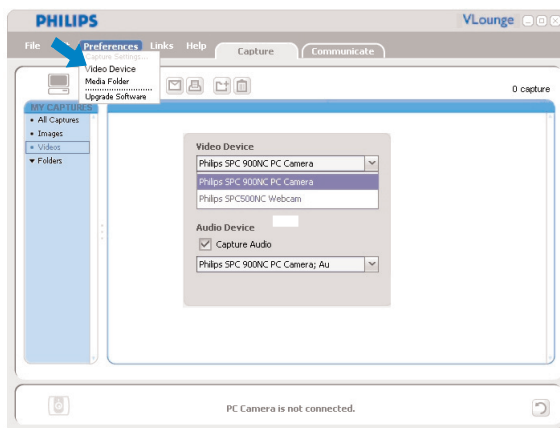 PHILIPS
VLounge
File
Preferences
Links
Help
Capture
Communicate
Capture Settings...
Video Device
Media Folder
Upgrade Software
0 capture
MY CAPTURES
All Captures
Images
Videos
Folders
Video Device
Philips SPC 900NC PC Camera
Philips SPC 900NC PC Camera
Philips SPC500NC Webcam
Audio Device
Capture Audio
Philips SPC 900NC PC Camera; Au
PC Camera is not connected.